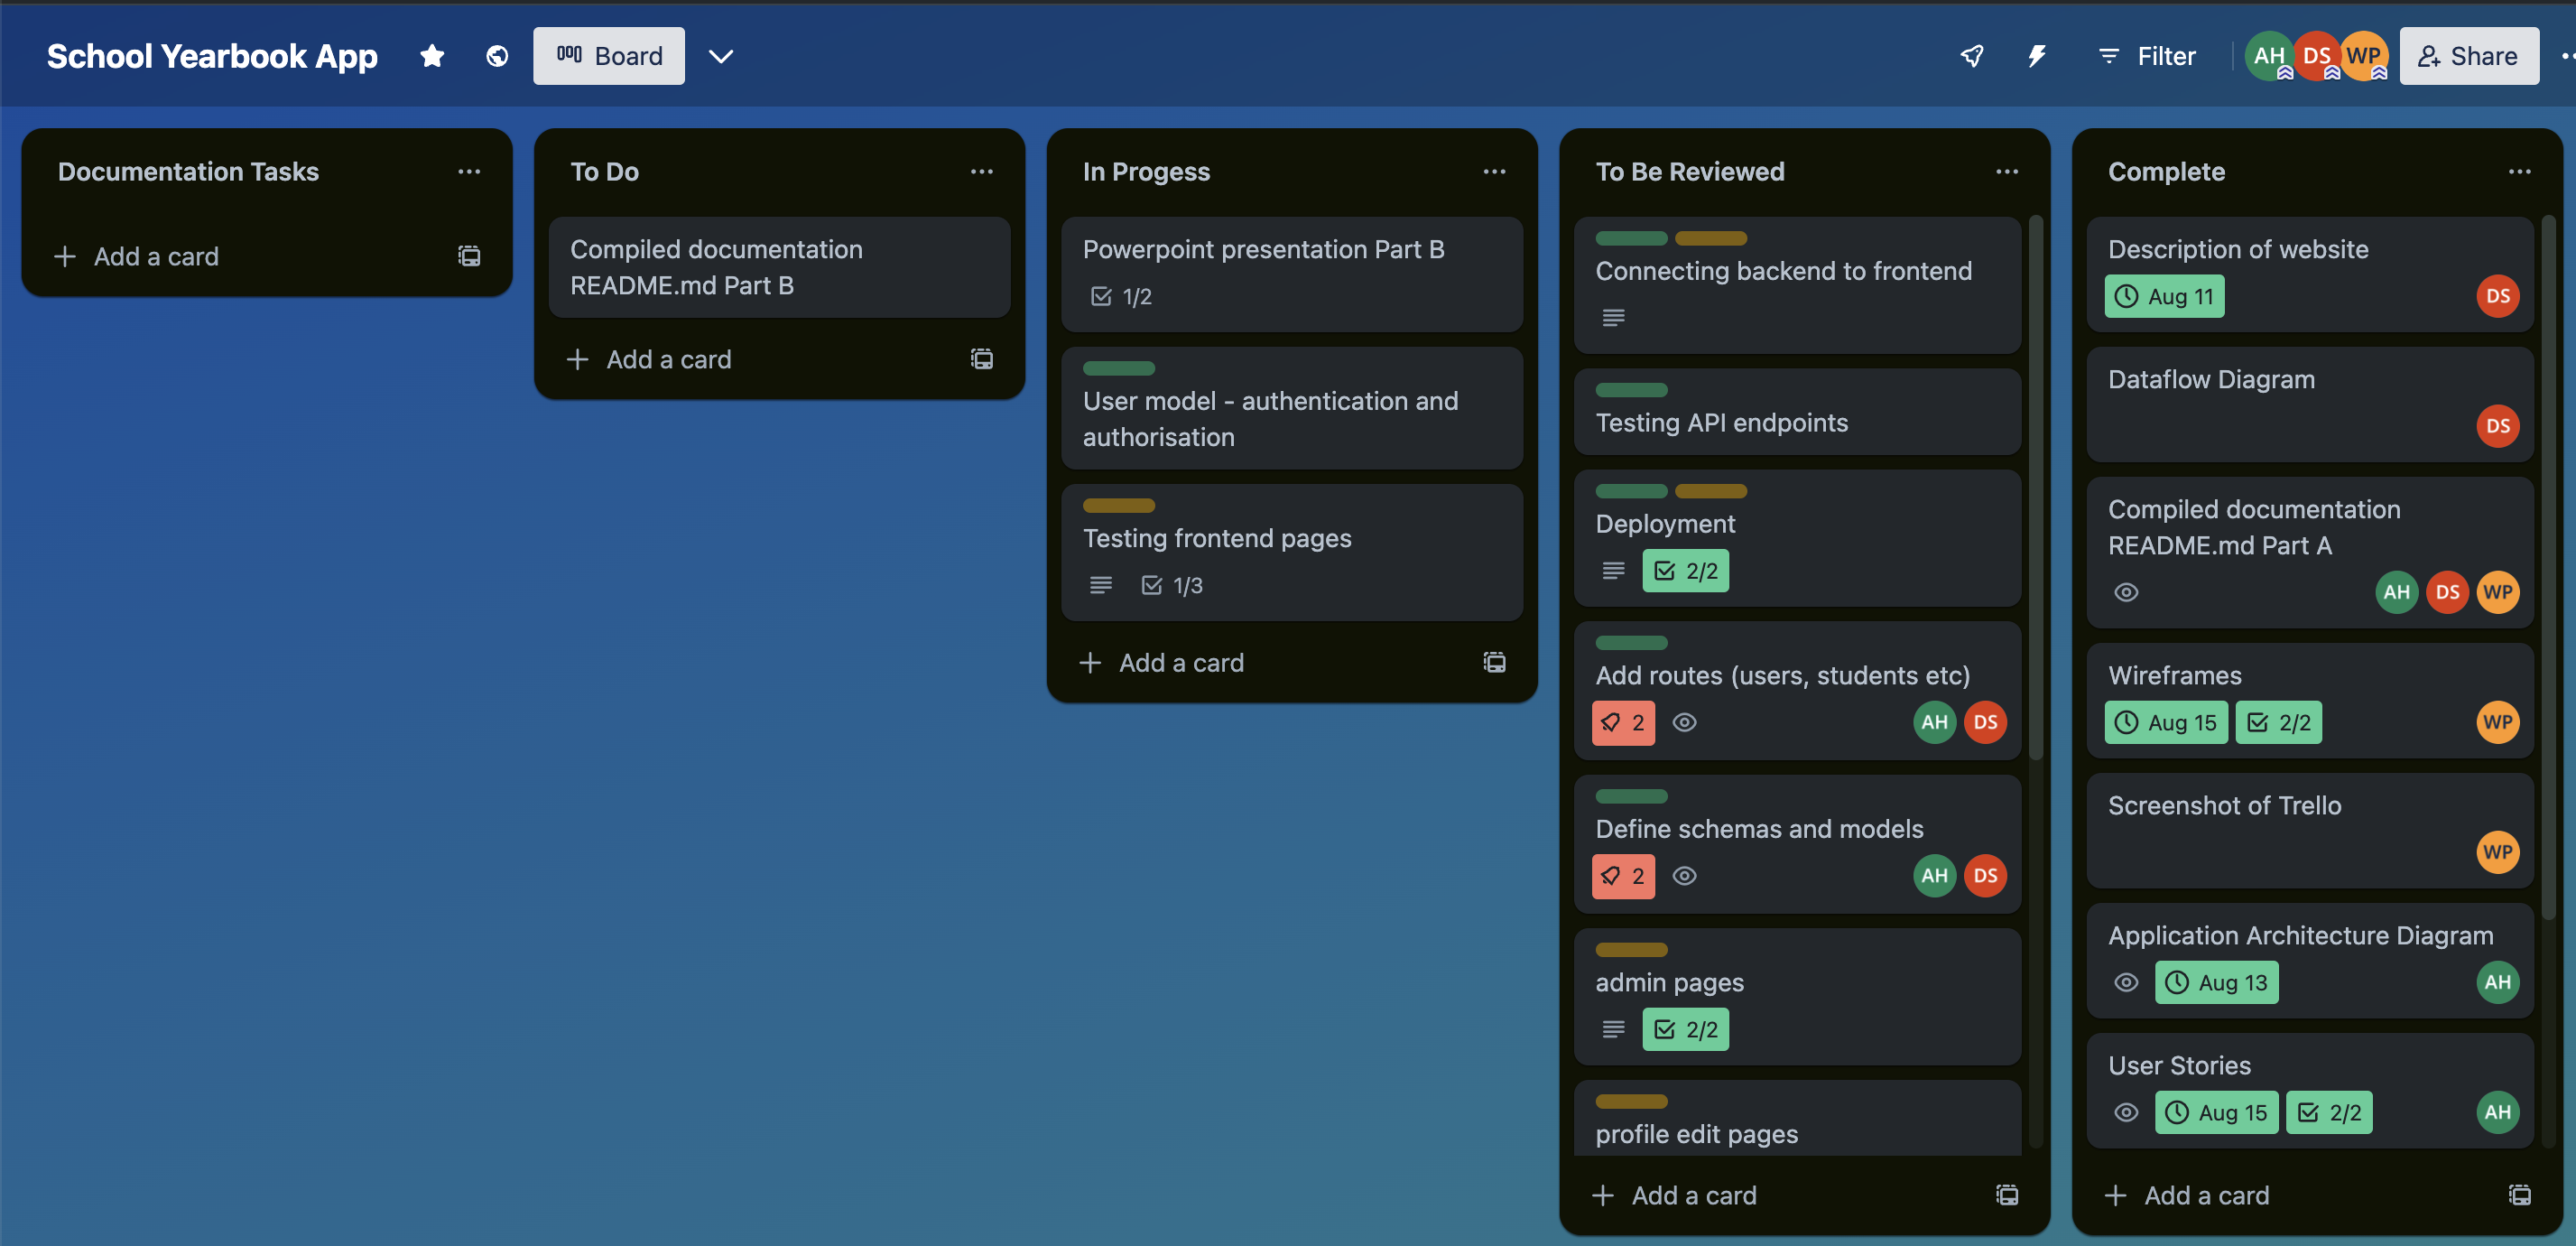 School Yearbook App
Board
Filter
AH DS WP
Share
Documentation Tasks
Add a card
To Do
Compiled documentation
README.md Part B
Add a card
In Progess
Powerpoint presentation Part B
1/2
User model - authentication and
authorisation
Testing frontend pages
1/3
Add a card
To Be Reviewed
Connecting backend to frontend
Testing API endpoints
Deployment
2/2
Add routes (users, students etc)
2 AH DS
Define schemas and models
2 AH DS
admin pages
2/2
profile edit pages
Add a card
Complete
Description of website
Aug 11 DS
Dataflow Diagram
DS
Compiled documentation
README.md Part A
AH DS WP
Wireframes
Aug 15 2/2 WP
Screenshot of Trello
WP
Application Architecture Diagram
Aug 13 AH
User Stories
Aug 15 2/2 AH
Add a card